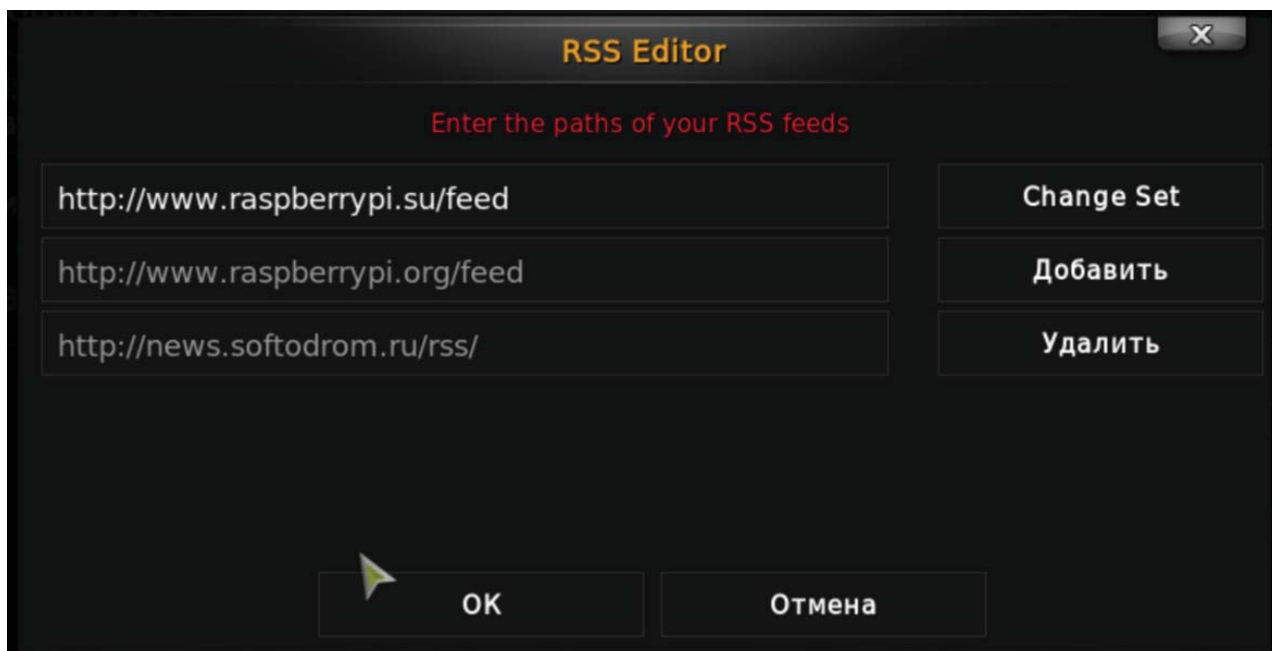 RSS Editor
X
Enter the paths of your RSS feeds
http://www.raspberrypi.su/feed
Change Set
http://www.raspberrypi.org/feed
Добавить
http://news.softodrom.ru/rss/
Удалить
OK
Отмена